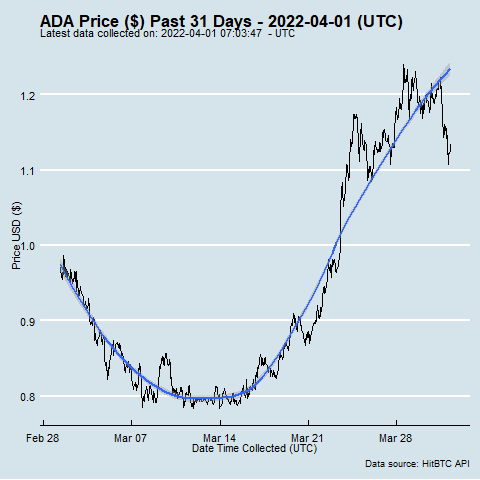 ADA Price ($) Past 31 Days - 2022-04-01 (UTC)
Latest data collected on: 2022-04-01 07:03:47  - UTC
1.2
1.1
1.0
0.9
0.8
Price USD ($)
Feb 28 Mar 07 Mar 14 Mar 21 Mar 28
Date Time Collected (UTC)
Data source: HitBTC API